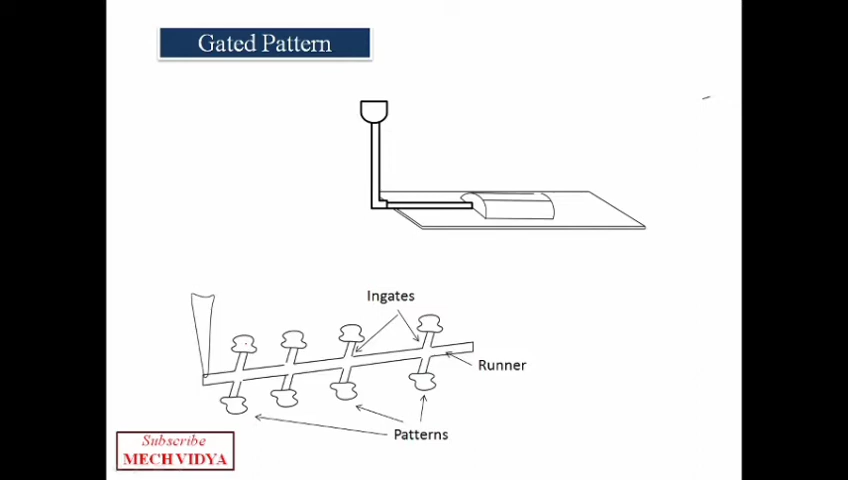 Gated Pattern
Ingates
Runner
Patterns
Subscribe
MECH VIDYA